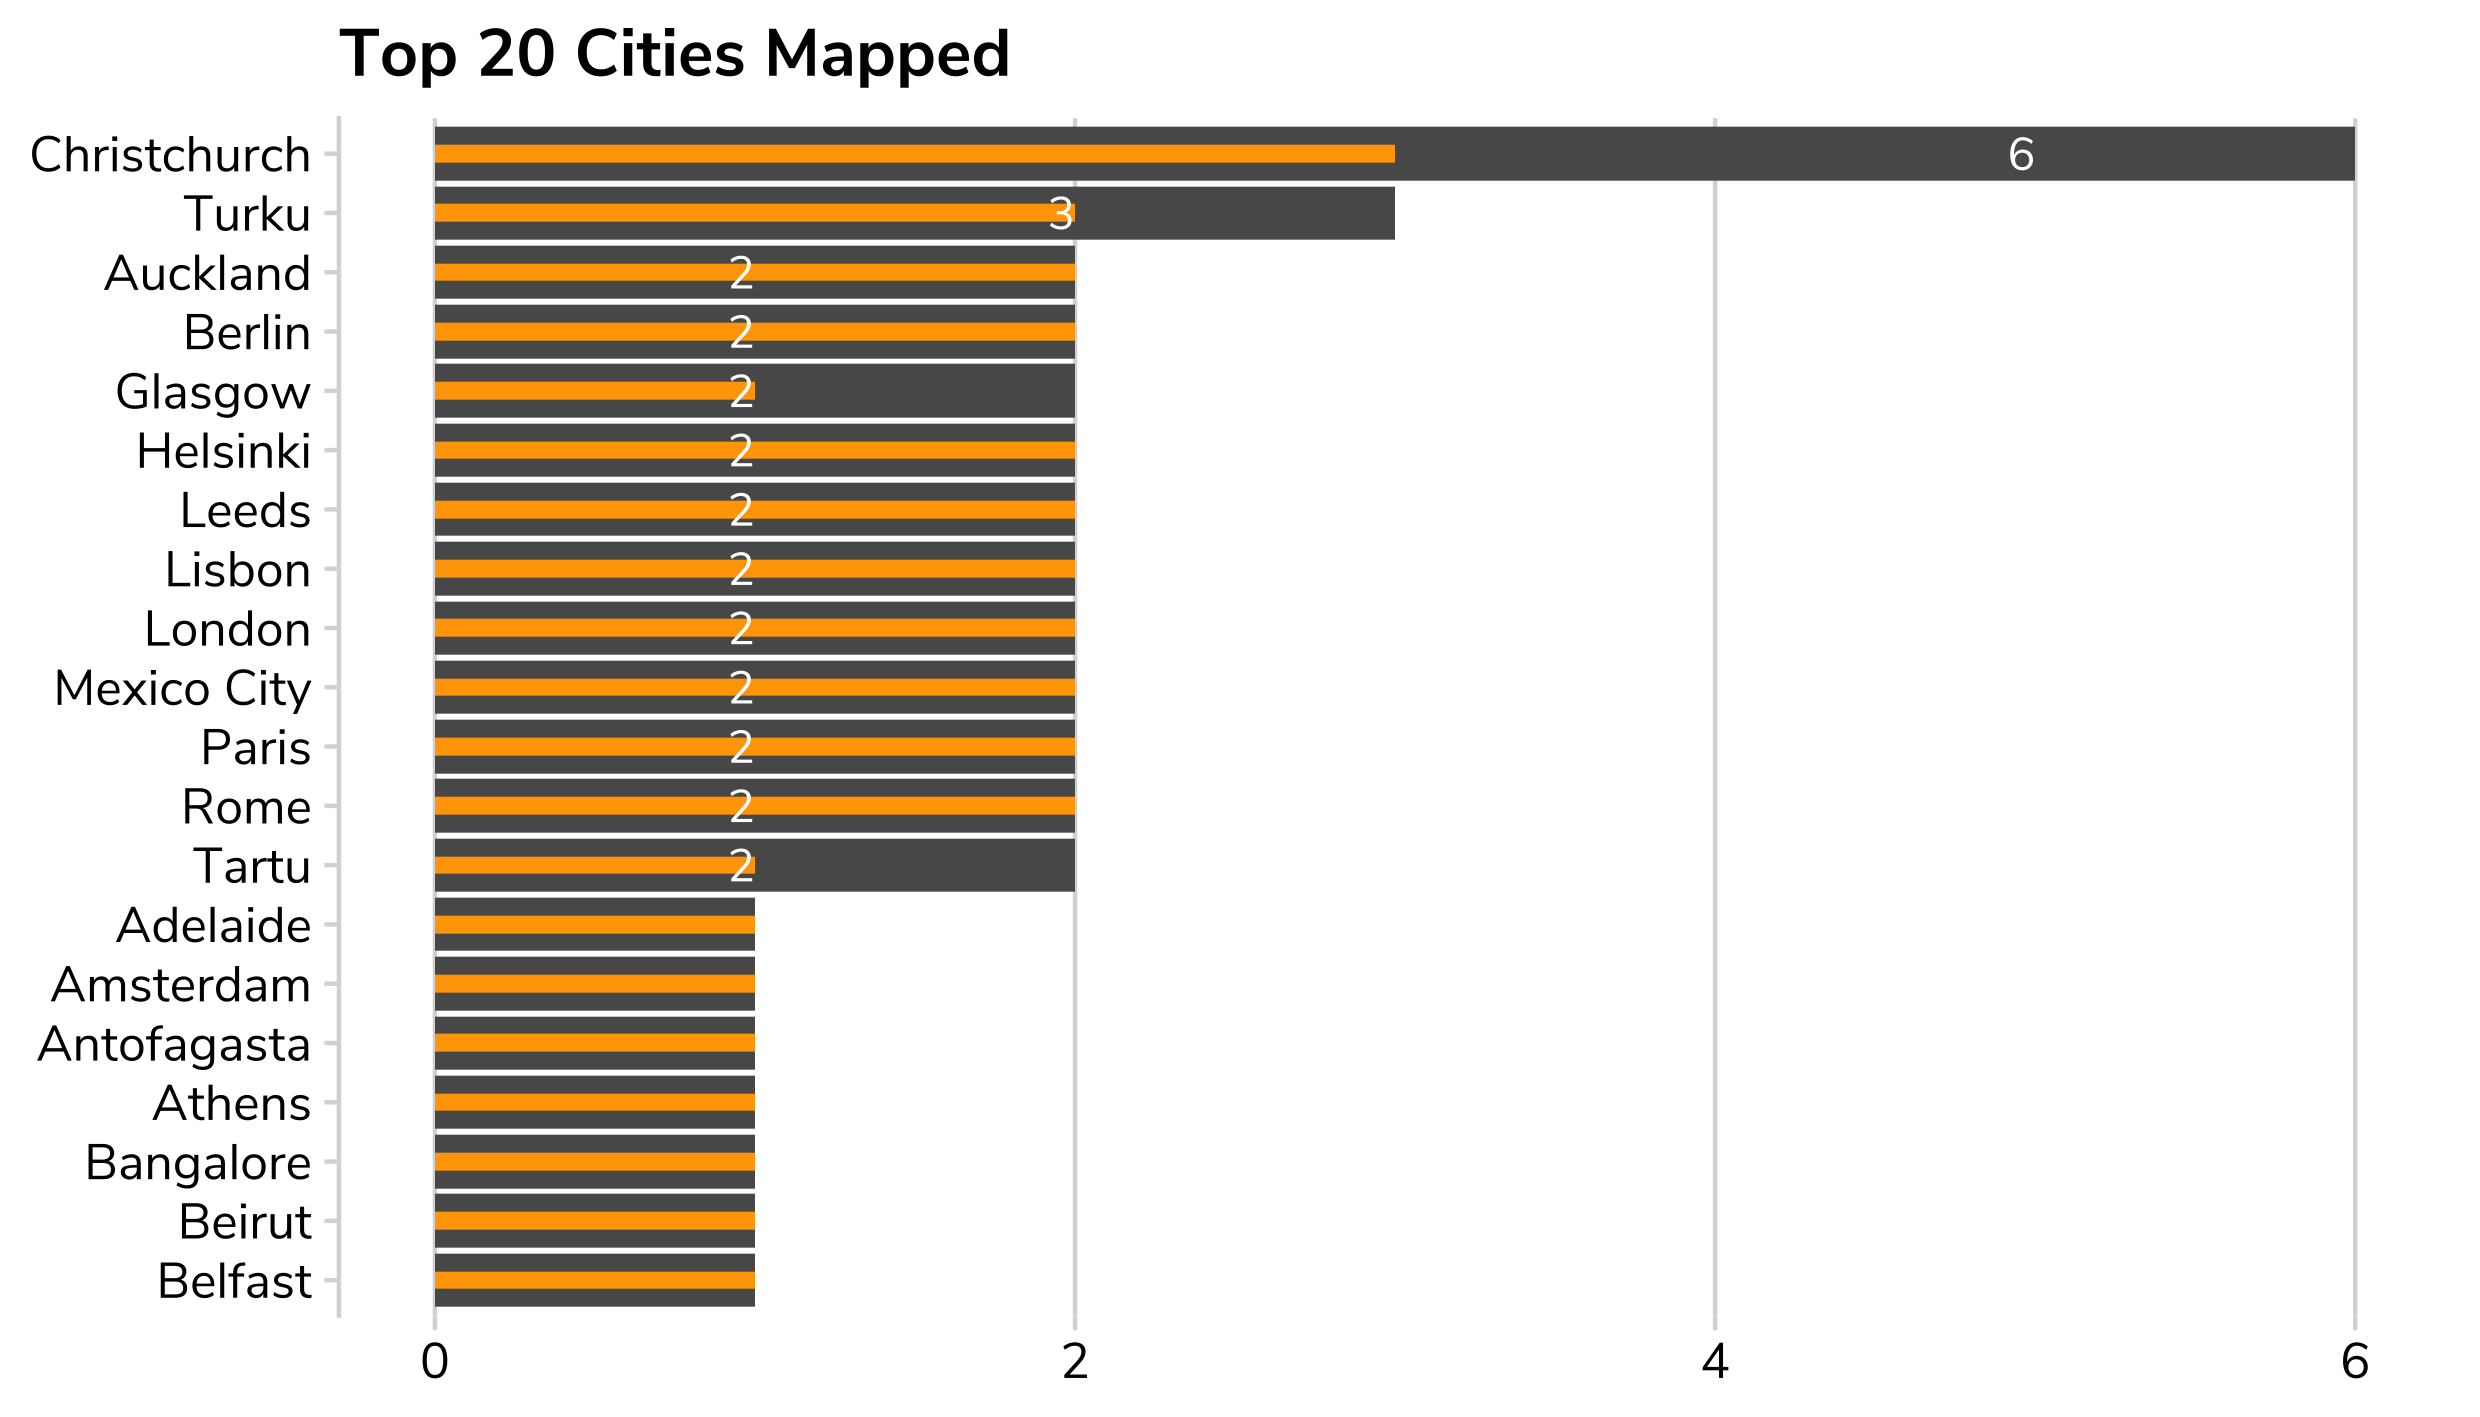 Top 20 Cities Mapped
Christchurch 6
Turku 3
Auckland 2
Berlin 2
Glasgow 2
Helsinki 2
Leeds 2
Lisbon 2
London 2
Mexico City 2
Paris 2
Rome 2
Tartu 2
Adelaide
Amsterdam
Antofagasta
Athens
Bangalore
Beirut
Belfast
0 2 4 6